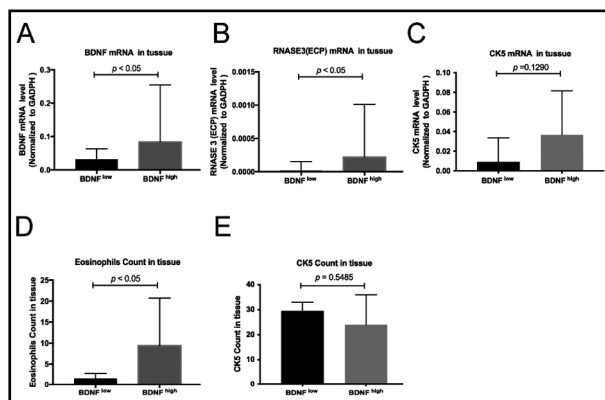 A
BDNF mRNA in tussue
p < 0.05
BDNF mRNA level
(Normalized to GADPH )
0.3
0.2
0.1
0.0
BDNF low
BDNF high
B
RNASE3(ECP) mRNA in tissue
p < 0.05
RNASE 3 (ECP) mRNA level
(Normalized to GADPH)
0.0015
0.0010
0.0005
0.0000
BDNF low
BDNF high
C
CK5 mRNA in tissue
p =0.1290
CK5 mRNA level
(Normalized to GADPH )
0.10
0.08
0.06
0.04
0.02
0.00
BDNF low
BDNF high
D
Eosinophils Count in tissue
p < 0.05
Eosinophils Count in tissue
25
20
15
10
5
0
BDNF low
BDNF high
E
CK5 Count in tissue
p = 0.5485
CK5 Count in tissue
40
30
20
10
0
BDNF low
BDNF high